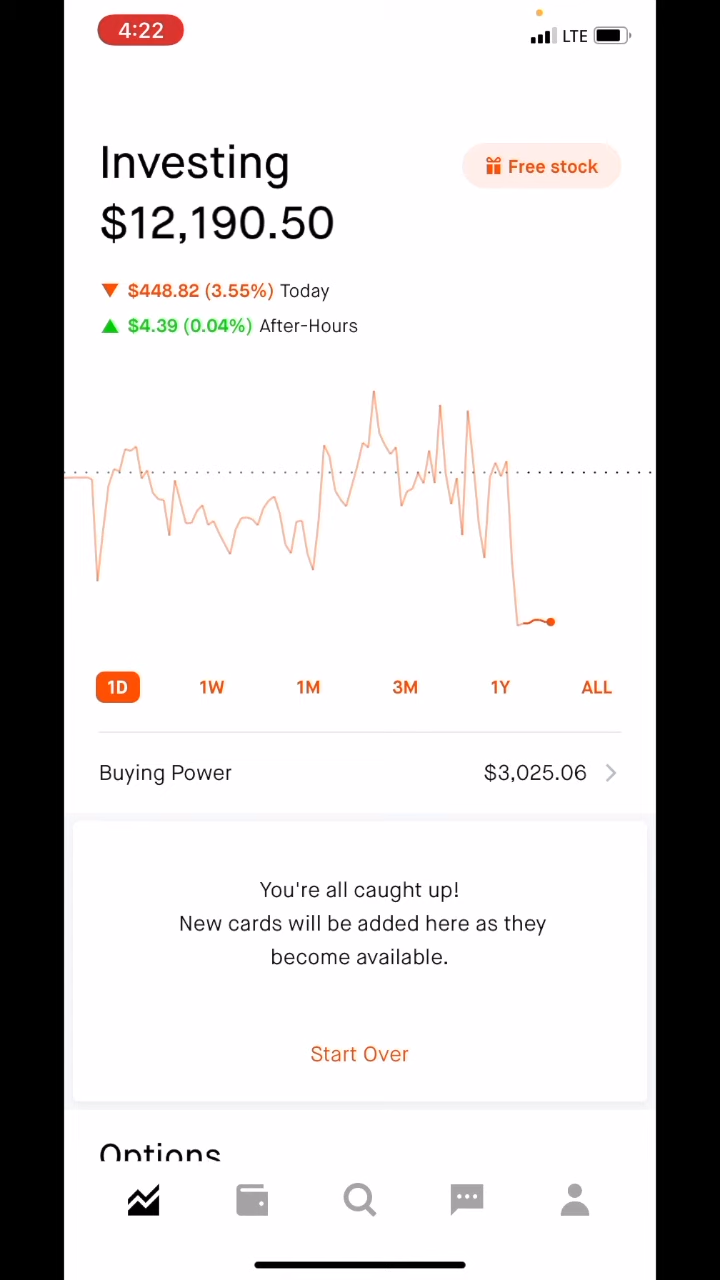 4:22
LTE
Investing
Free stock
$12,190.50
$448.82 (3.55%) Today
$4.39 (0.04%) After-Hours
1D 1W 1M 3M 1Y ALL
Buying Power $3,025.06
You're all caught up!
New cards will be added here as they
become available.
Start Over
Options